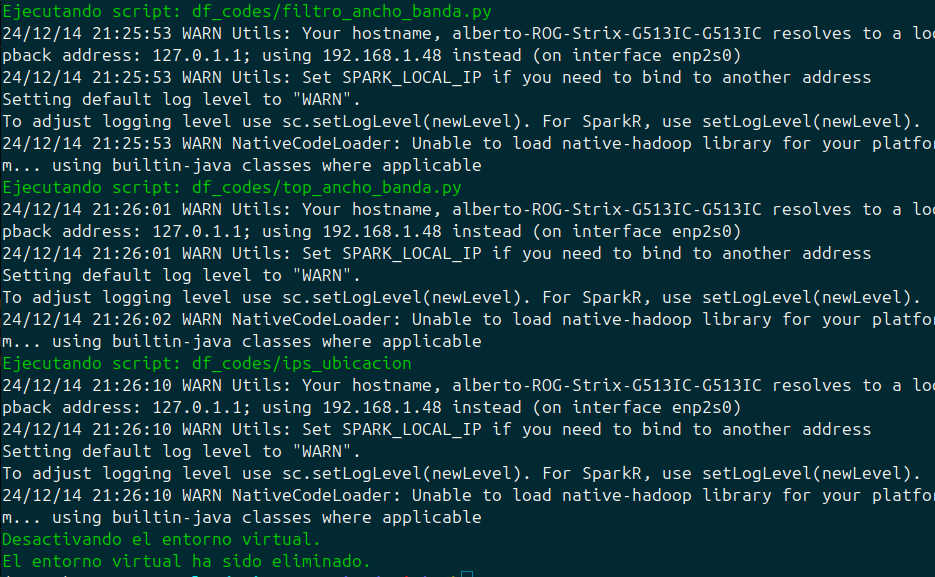 Ejecutando script: df_codes/filtro_ancho_banda.py
24/12/14 21:25:53 WARN Utils: Your hostname, alberto-ROG-Strix-G513IC-G513IC resolves to a loo
pback address: 127.0.1.1; using 192.168.1.48 instead (on interface enp2s0)
24/12/14 21:25:53 WARN Utils: Set SPARK_LOCAL_IP if you need to bind to another address
Setting default log level to "WARN".
To adjust logging level use sc.setLogLevel(newLevel). For SparkR, use setLogLevel(newLevel).
24/12/14 21:25:53 WARN NativeCodeLoader: Unable to load native-hadoop library for your platfor
m... using builtin-java classes where applicable
Ejecutando script: df_codes/top_ancho_banda.py
24/12/14 21:26:01 WARN Utils: Your hostname, alberto-ROG-Strix-G513IC-G513IC resolves to a loo
pback address: 127.0.1.1; using 192.168.1.48 instead (on interface enp2s0)
24/12/14 21:26:01 WARN Utils: Set SPARK_LOCAL_IP if you need to bind to another address
Setting default log level to "WARN".
To adjust logging level use sc.setLogLevel(newLevel). For SparkR, use setLogLevel(newLevel).
24/12/14 21:26:02 WARN NativeCodeLoader: Unable to load native-hadoop library for your platfor
m... using builtin-java classes where applicable
Ejecutando script: df_codes/ips_ubicacion
24/12/14 21:26:10 WARN Utils: Your hostname, alberto-ROG-Strix-G513IC-G513IC resolves to a loo
pback address: 127.0.1.1; using 192.168.1.48 instead (on interface enp2s0)
24/12/14 21:26:10 WARN Utils: Set SPARK_LOCAL_IP if you need to bind to another address
Setting default log level to "WARN".
To adjust logging level use sc.setLogLevel(newLevel). For SparkR, use setLogLevel(newLevel).
24/12/14 21:26:10 WARN NativeCodeLoader: Unable to load native-hadoop library for your platfor
m... using builtin-java classes where applicable
Desactivando el entorno virtual.
El entorno virtual ha sido eliminado.